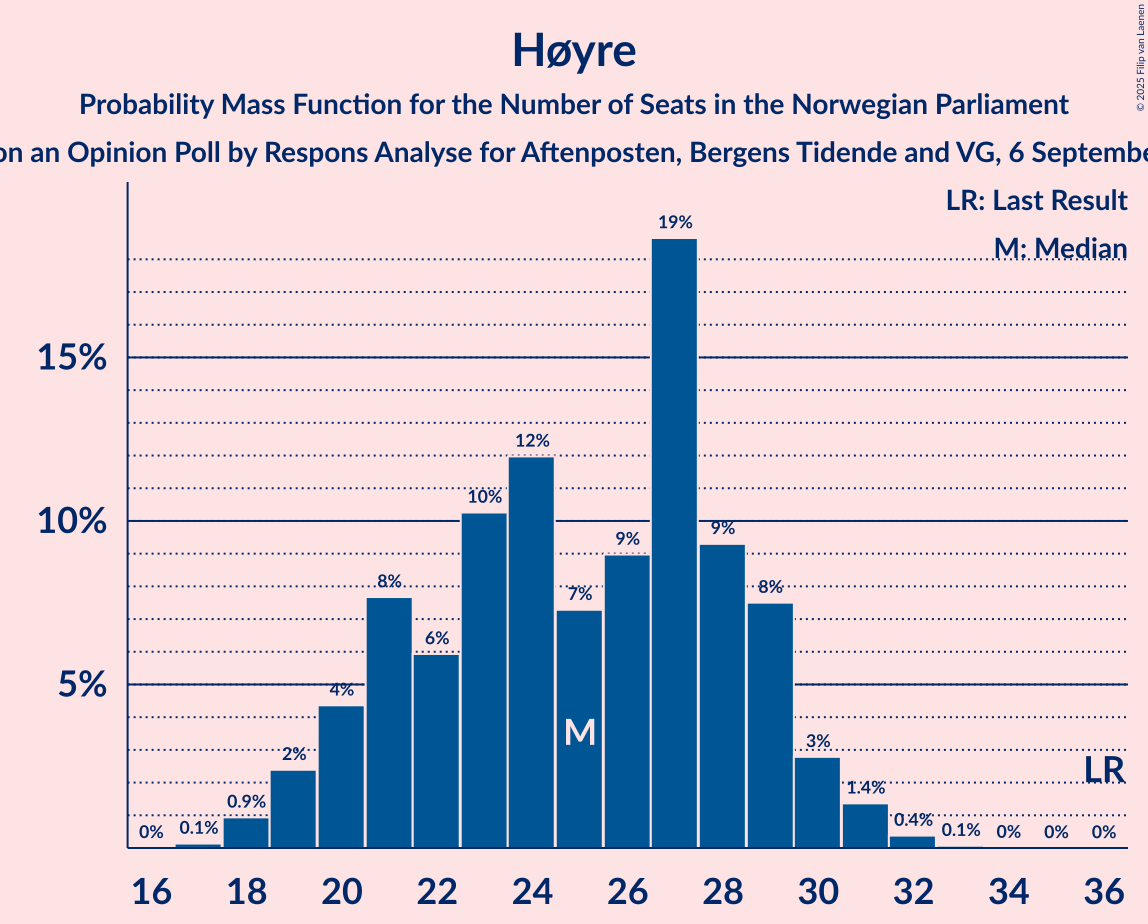 Høyre
Probability Mass Function for the Number of Seats in the Norwegian Parliament
on an Opinion Poll by Respons Analyse for Aftenposten, Bergens Tidende and VG, 6 Septembe
© 2025 Filip van Laenen
LR: Last Result
M: Median
15%
10%
5%
0%
0.1%
0.9%
2%
4%
8%
6%
10%
12%
7%
9%
19%
9%
8%
3%
1.4%
0.4%
0.1%
0%
0%
0%
M
LR
16 18 20 22 24 26 28 30 32 34 36